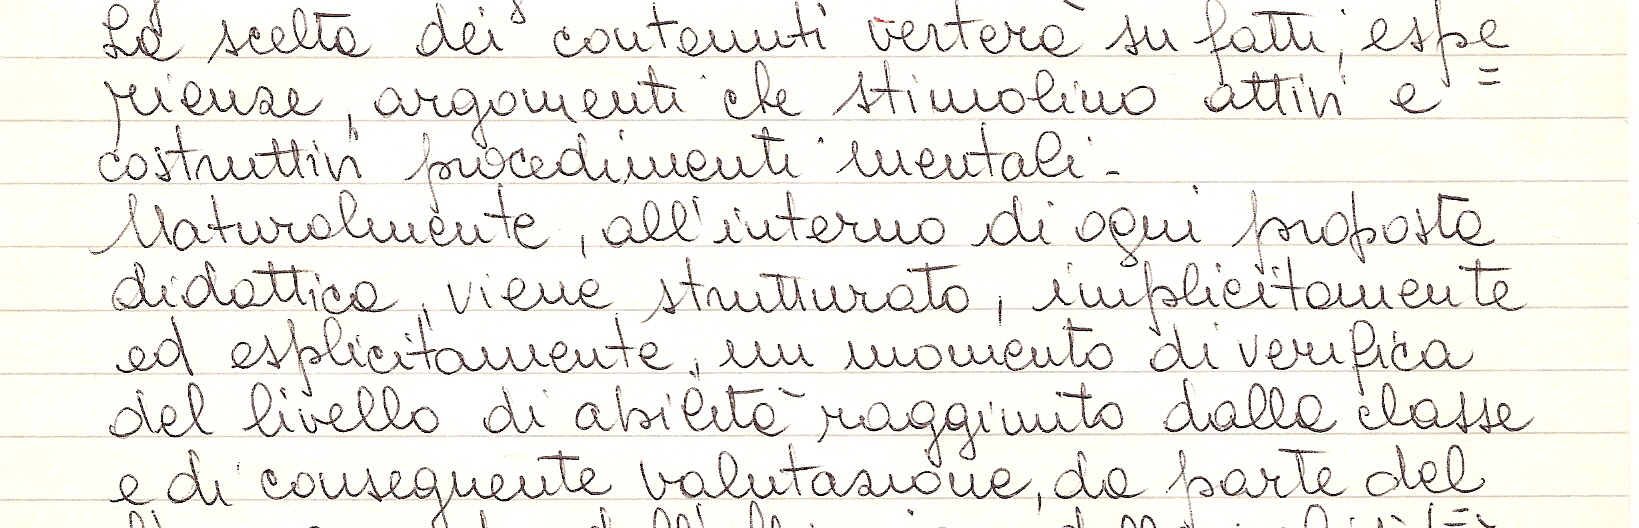 La scelta dei contenuti verterà su fatti, espe
=
rienze, argomenti che stimolino attivi e
costruttivi procedimenti mentali.
Naturalmente, all'interno di ogni proposta
didattica, viene strutturato, implicitamente
ed esplicitamente, un momento di verifica
del livello di abilità raggiunto dalla classe
e di conseguente valutazione, da parte del